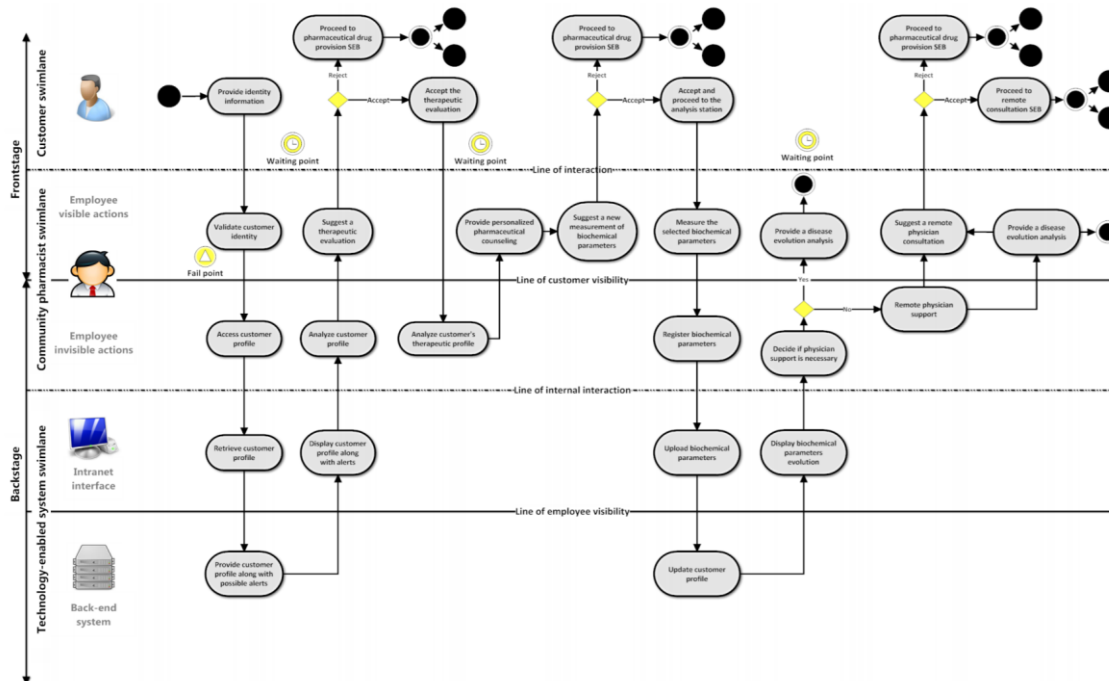 Frontstage
Backstage
Customer swimlane
Community pharmacist swimlane
Technology-enabled system swimlane
Employee
visible actions
Employee
invisible actions
Intranet
interface
Back-end
system
Proceed to
pharmaceutical drug
provision SEB
Proceed to
pharmaceutical drug
provision SEB
Proceed to
pharmaceutical drug
provision SEB
Reject
Reject
Reject
Provide identity
information
Accept
Accept the
therapeutic
evaluation
Accept
Accept and
proceed to the
analysis station
Accept
Proceed to
remote
consultation SEB
Waiting point
Waiting point
Waiting point
Line of interaction
Validate customer
identity
Suggest a
therapeutic
evaluation
Provide personalized
pharmaceutical
counseling
Suggest a new
measurement of
biochemical
parameters
Measure the
selected biochemical
parameters
Provide a disease
evolution analysis
Suggest a remote
physician
consultation
Provide a disease
evolution analysis
Fail point
Line of customer visibility
Yes
No
Access customer
profile
Analyze customer
profile
Analyze customer's
therapeutic profile
Register biochemical
parameters
Decide if physician
support is necessary
Remote physician
support
Line of internal interaction
Retrieve customer
profile
Display customer
profile along
with alerts
Upload biochemical
parameters
Display biochemical
parameters
evolution
Line of employee visibility
Provide customer
profile along with
possible alerts
Update customer
profile